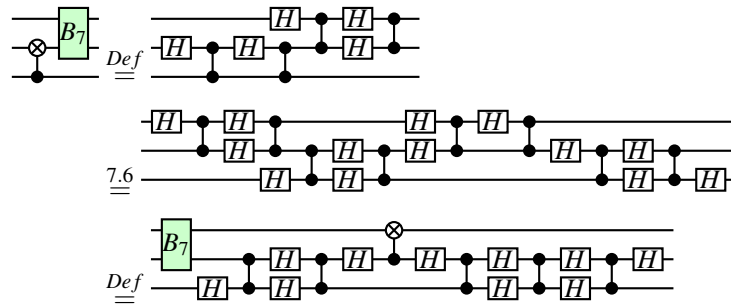 B₇ H H
H H
Def
=
H H H H
H H H H H
7.6
= H H H H
B₇
H H H H H H
Def
= H H H H